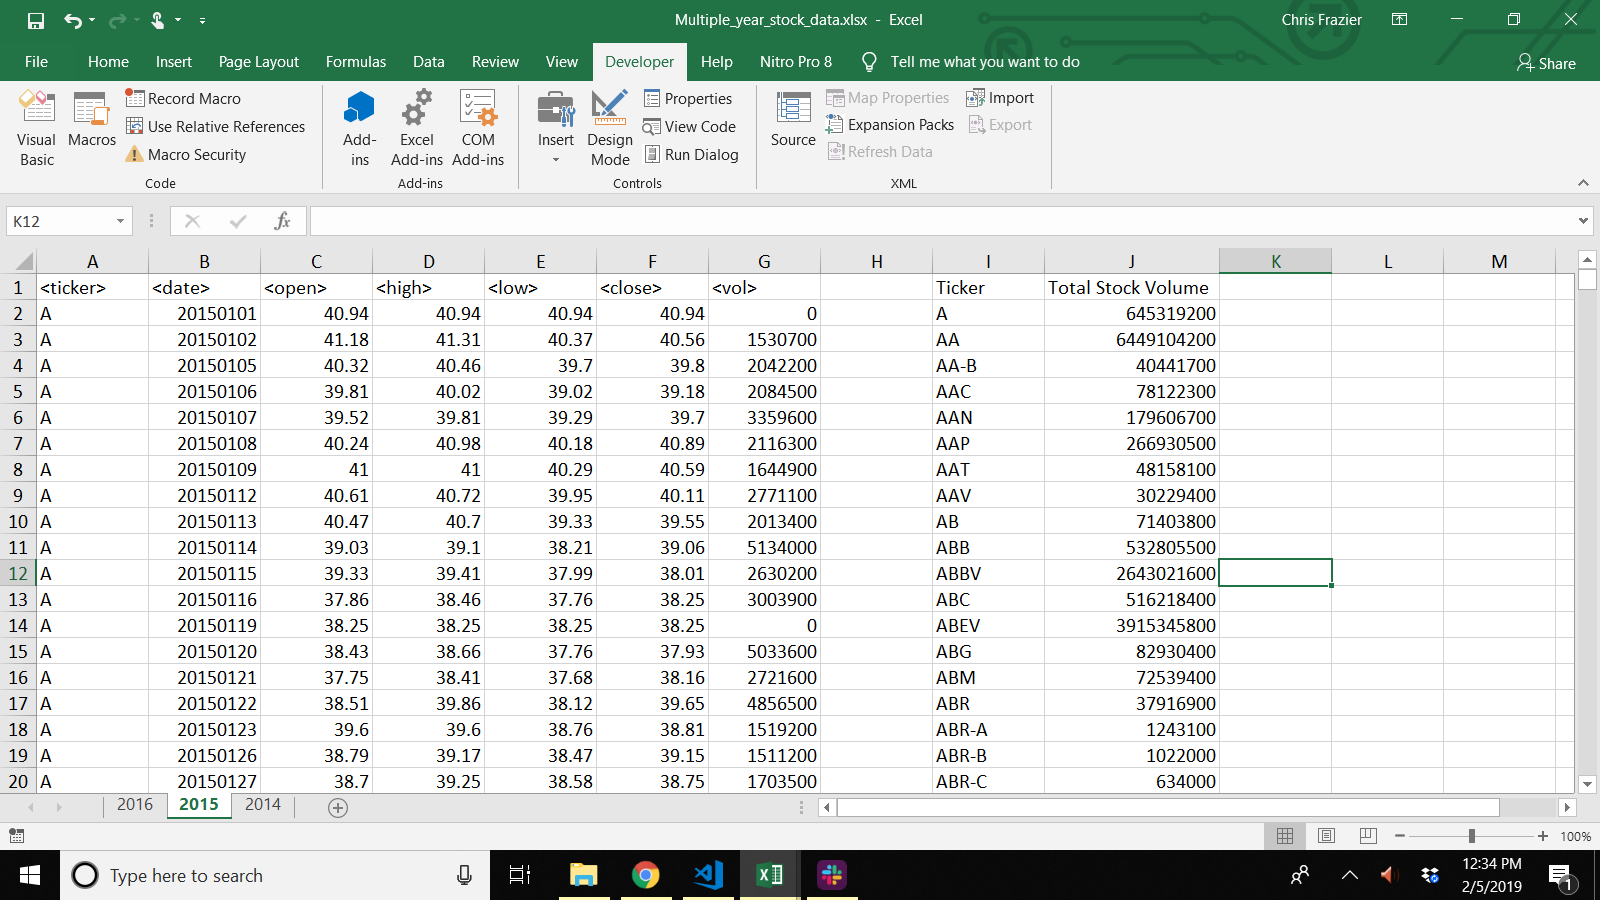 Multiple_year_stock_data.xlsx - Excel
Chris Frazier
File Home Insert Page Layout Formulas Data Review View Developer Help Nitro Pro 8 Tell me what you want to do Share
Visual Basic
Macros
Record Macro
Use Relative References
Macro Security
Code
Add-ins
Excel Add-ins
COM Add-ins
Add-ins
Insert
Design Mode
Properties
View Code
Run Dialog
Controls
Source
Map Properties
Expansion Packs
Refresh Data
Import
Export
XML
K12
fx
A B C D E F G H I J K L M
1 <ticker> <date> <open> <high> <low> <close> <vol> Ticker Total Stock Volume
2 A 20150101 40.94 40.94 40.94 40.94 0 A 645319200
3 A 20150102 41.18 41.31 40.37 40.56 1530700 AA 6449104200
4 A 20150105 40.32 40.46 39.7 39.8 2042200 AA-B 40441700
5 A 20150106 39.81 40.02 39.02 39.18 2084500 AAC 78122300
6 A 20150107 39.52 39.81 39.29 39.7 3359600 AAN 179606700
7 A 20150108 40.24 40.98 40.18 40.89 2116300 AAP 266930500
8 A 20150109 41 41 40.29 40.59 1644900 AAT 48158100
9 A 20150112 40.61 40.72 39.95 40.11 2771100 AAV 30229400
10 A 20150113 40.47 40.7 39.33 39.55 2013400 AB 71403800
11 A 20150114 39.03 39.1 38.21 39.06 5134000 ABB 532805500
12 A 20150115 39.33 39.41 37.99 38.01 2630200 ABBV 2643021600
13 A 20150116 37.86 38.46 37.76 38.25 3003900 ABC 516218400
14 A 20150119 38.25 38.25 38.25 38.25 0 ABEV 3915345800
15 A 20150120 38.43 38.66 37.76 37.93 5033600 ABG 82930400
16 A 20150121 37.75 38.41 37.68 38.16 2721600 ABM 72539400
17 A 20150122 38.51 39.86 38.12 39.65 4856500 ABR 37916900
18 A 20150123 39.6 39.6 38.76 38.81 1519200 ABR-A 1243100
19 A 20150126 38.79 39.17 38.47 39.15 1511200 ABR-B 1022000
20 A 20150127 38.7 39.25 38.58 38.75 1703500 ABR-C 634000
2016 2015 2014
100%
Type here to search
12:34 PM
2/5/2019
1